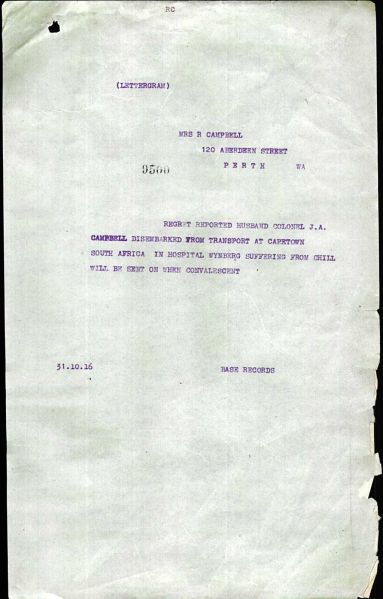 RC
(LETTERGRAM)
MRS R CAMPBELL
120 ABERDEEN STREET
PERTH WA
9500
REGRET REPORTED HUSBAND COLONEL J.A.
CAMPBELL DISEMBARKED FROM TRANSPORT AT CAPETOWN
SOUTH AFRICA IN HOSPITAL WYNBERG SUFFERING FROM CHILL
WILL BE SENT ON WHEN CONVALESCENT
31.10.16 BASE RECORDS